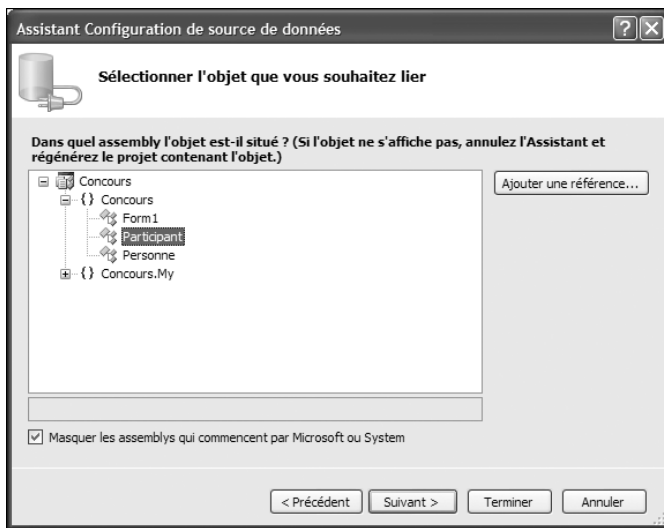 Assistant Configuration de source de données
Sélectionner l'objet que vous souhaitez lier
Dans quel assembly l'objet est-il situé ? (Si l'objet ne s'affiche pas, annulez l'Assistant et
régénérez le projet contenant l'objet.)
Concours
{} Concours
Form1
Participant
Personne
{} Concours.My
Ajouter une référence...
Masquer les assemblys qui commencent par Microsoft ou System
< Précédent
Suivant >
Terminer
Annuler